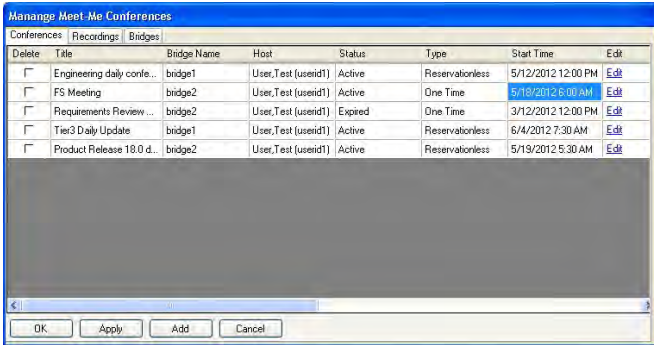 Manange Meet-Me Conferences
Conferences Recordings Bridges
Delete Title Bridge Name Host Status Type Start Time Edit
Engineering daily confe... bridge1 User,Test (userid1) Active Reservationless 5/12/2012 12:00 PM Edit
FS Meeting bridge2 User,Test (userid1) Active One Time 5/18/2012 6:00 AM Edit
Requirements Review ... bridge2 User,Test (userid1) Expired One Time 3/12/2012 12:00 PM Edit
Tier3 Daily Update bridge1 User,Test (userid1) Active Reservationless 6/4/2012 7:30 AM Edit
Product Release 18.0 d... bridge2 User,Test (userid1) Active Reservationless 5/19/2012 5:30 AM Edit
OK Apply Add Cancel